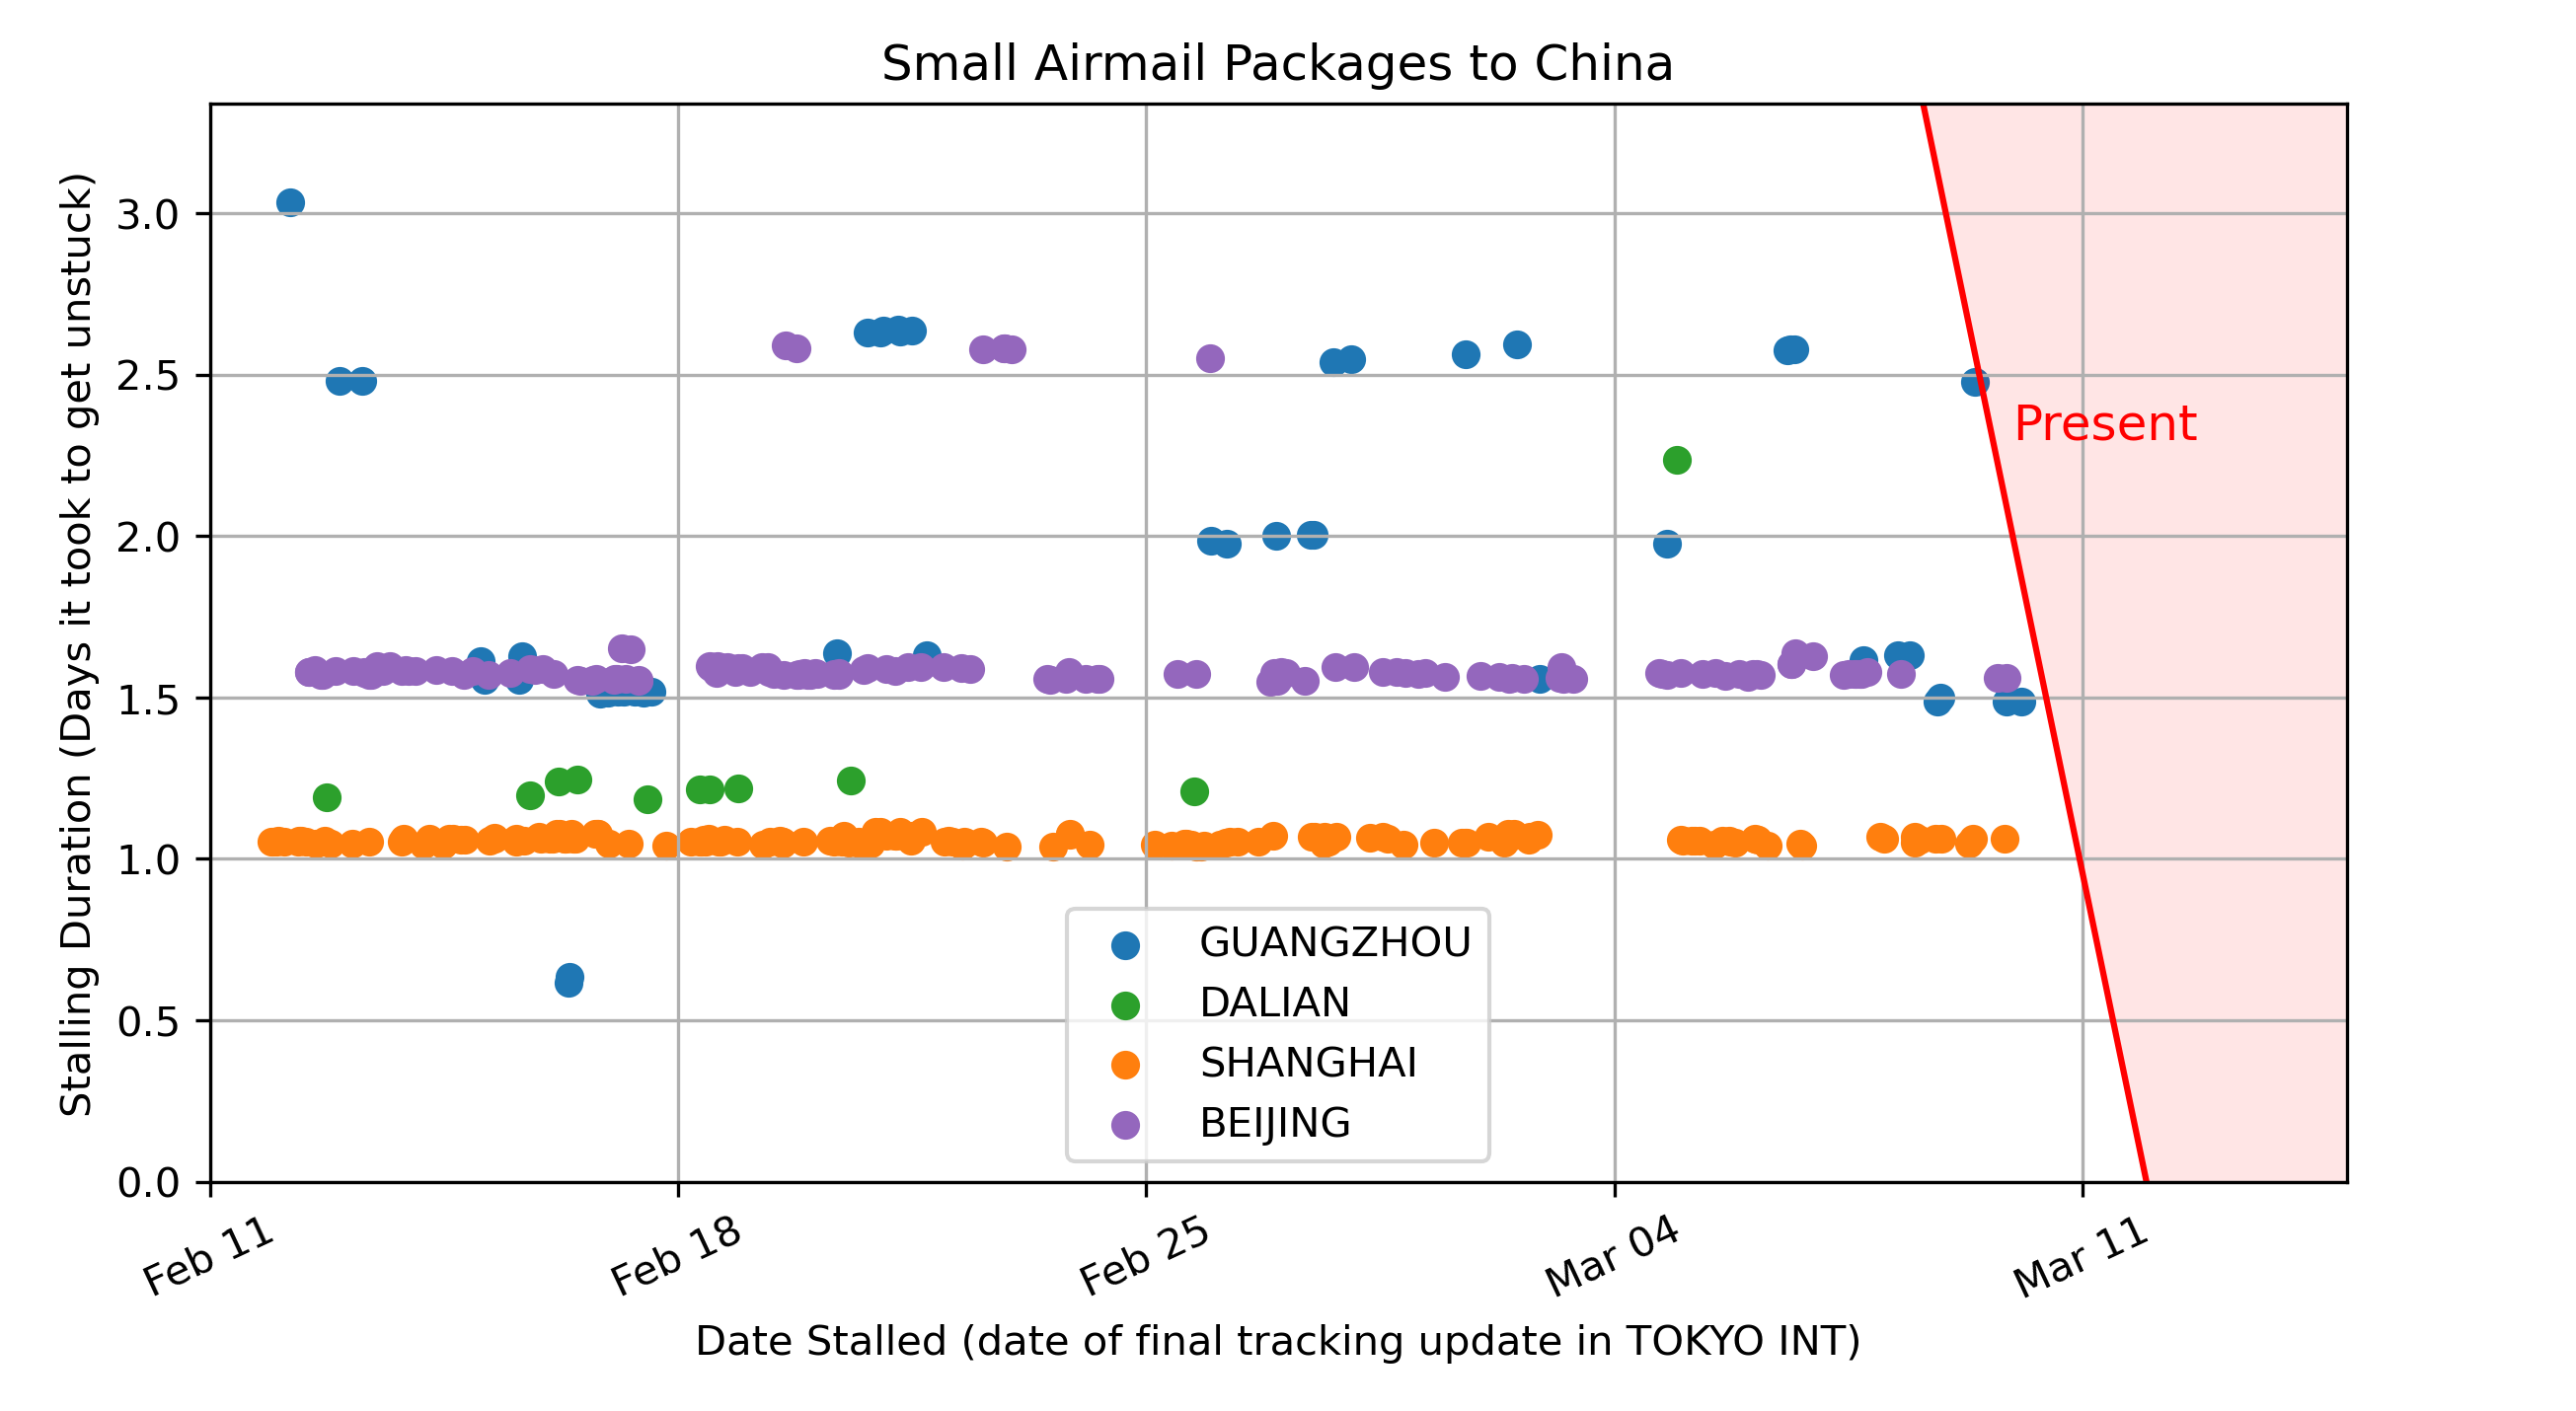 Small Airmail Packages to China
Stalling Duration (Days it took to get unstuck)
3.0
2.5
2.0
1.5
1.0
0.5
0.0
Present
GUANGZHOU
DALIAN
SHANGHAI
BEIJING
Feb 11
Feb 18
Feb 25
Mar 04
Mar 11
Date Stalled (date of final tracking update in TOKYO INT)